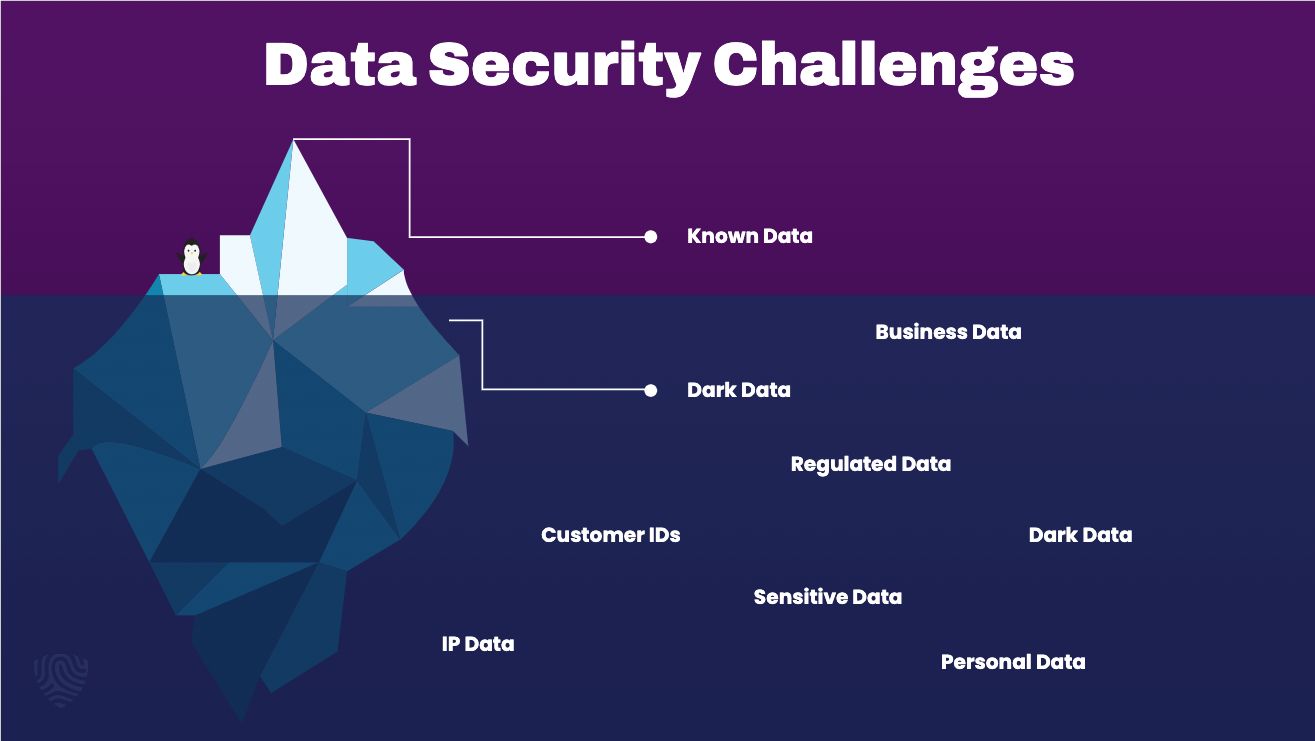 Data Security Challenges
Known Data
Business Data
Dark Data
Regulated Data
Customer IDs
Dark Data
Sensitive Data
IP Data
Personal Data